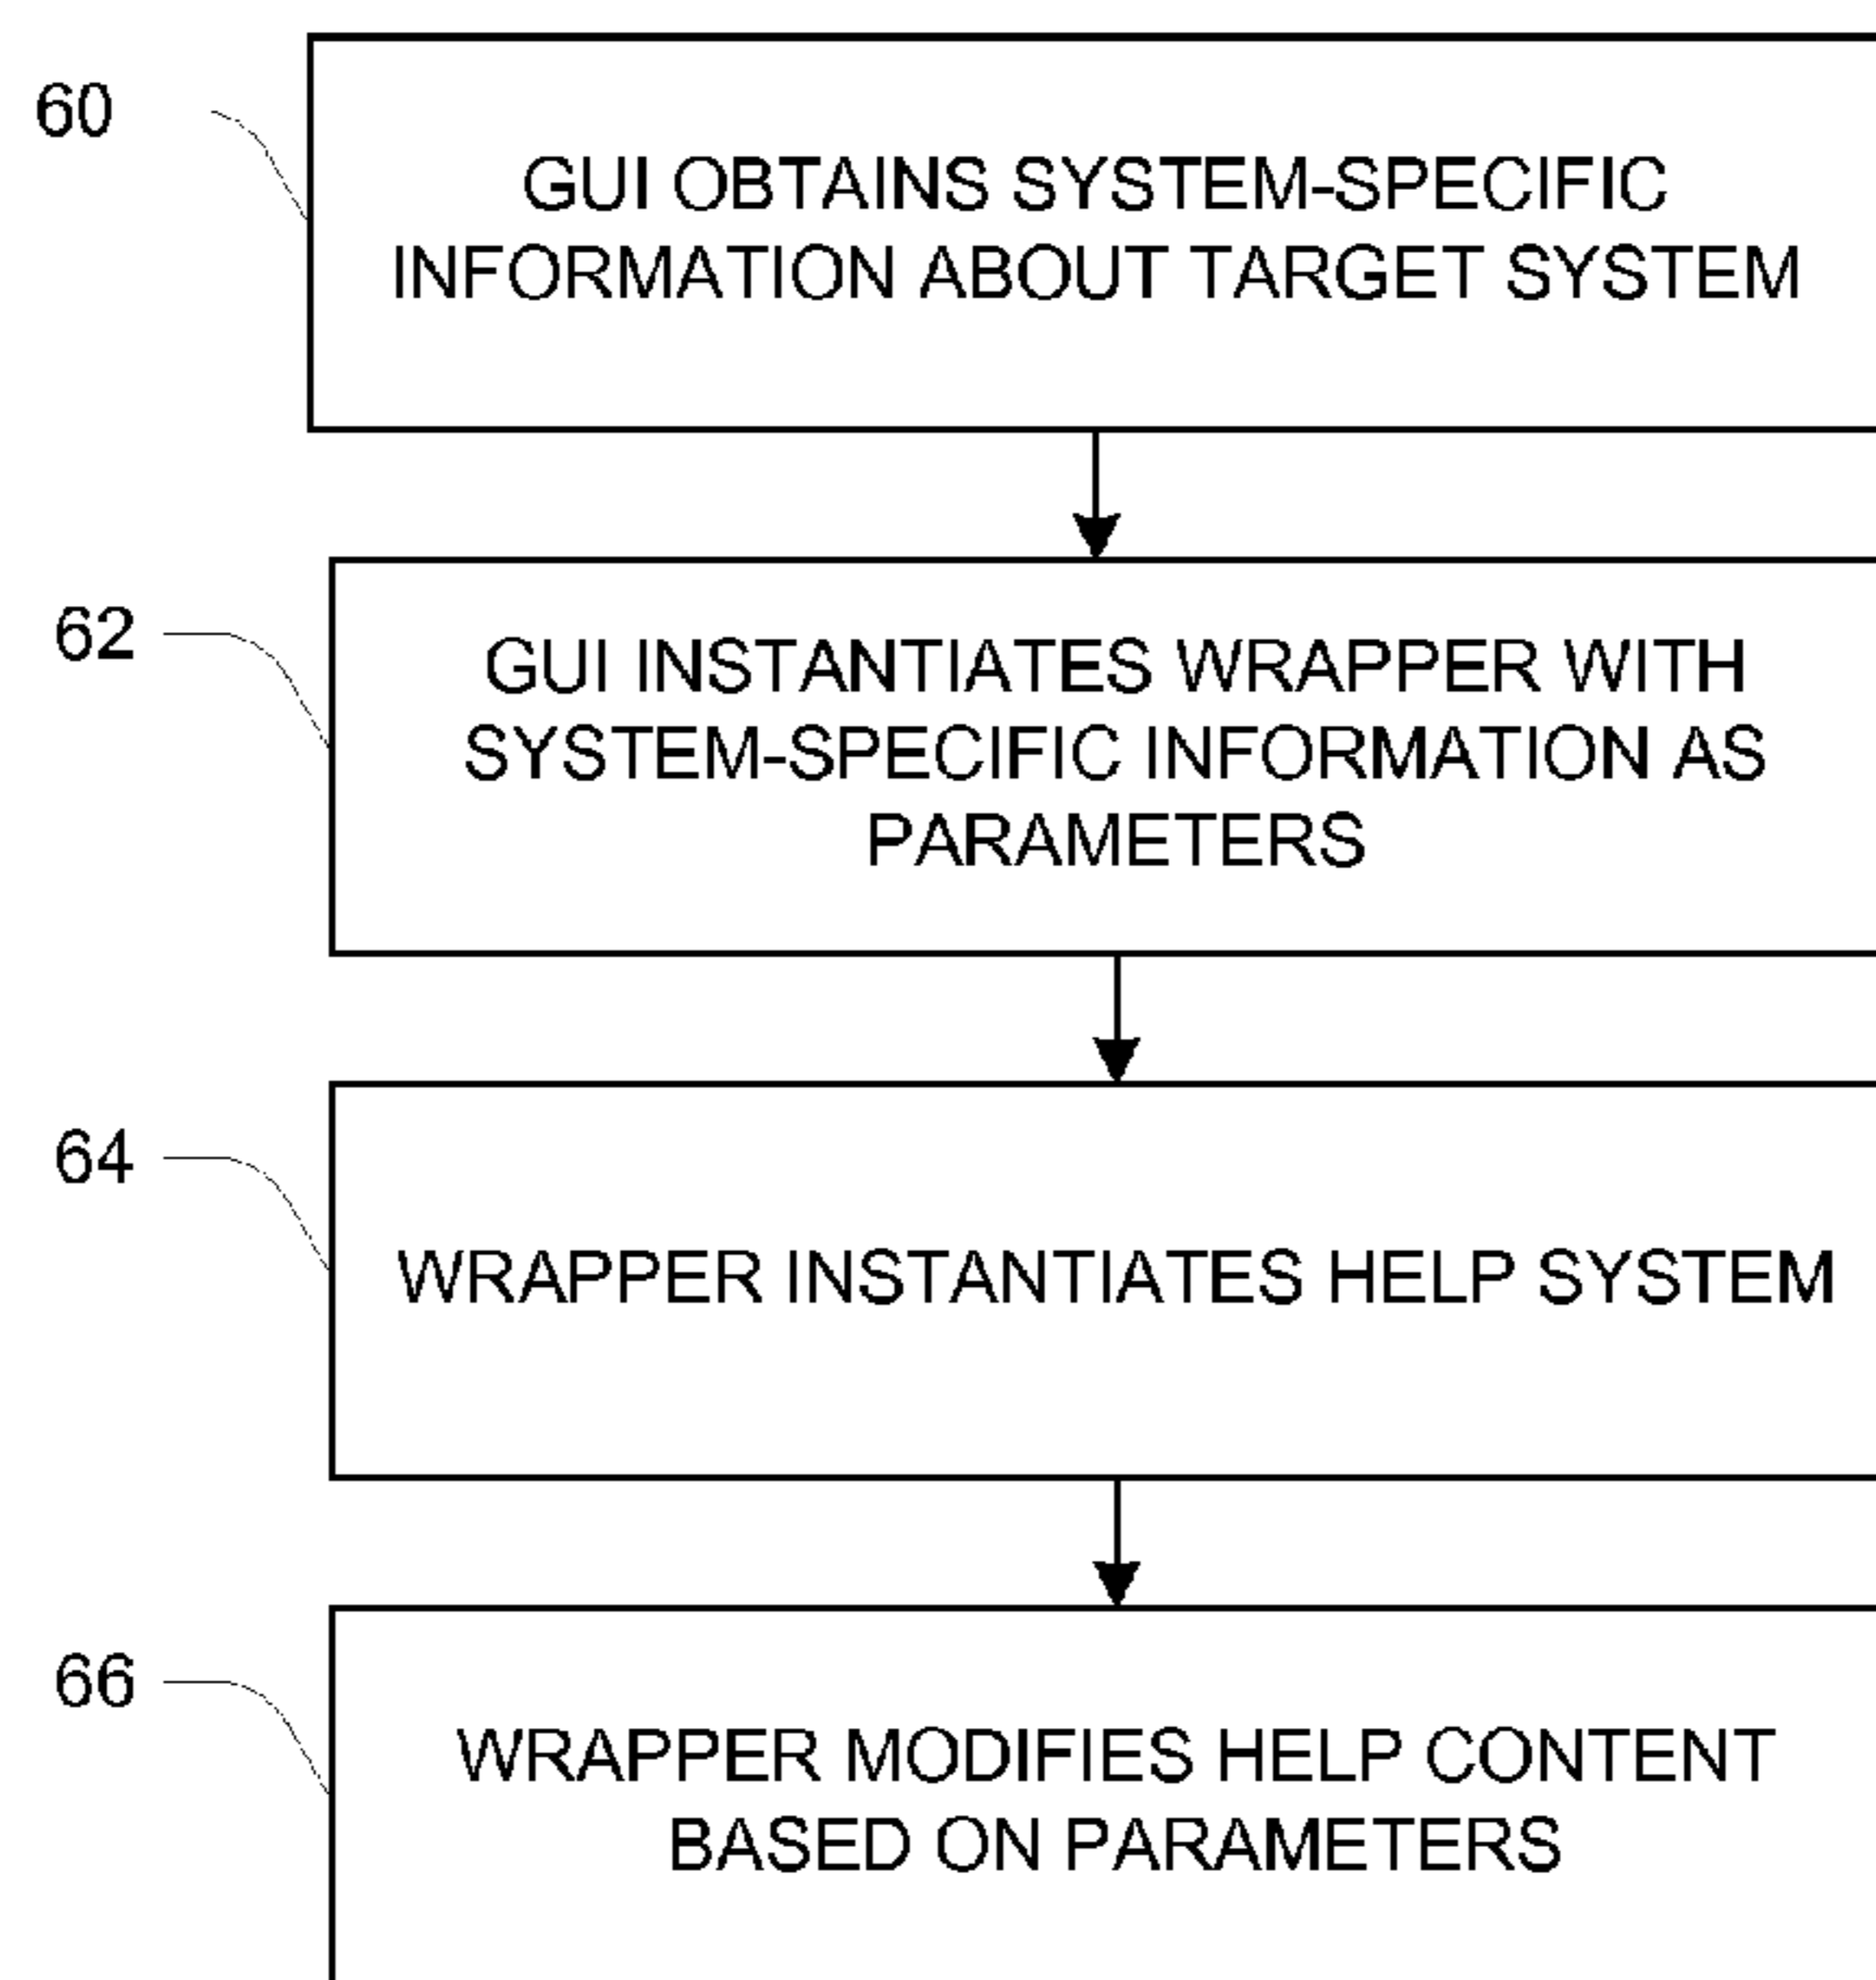 60
GUI OBTAINS SYSTEM-SPECIFIC
INFORMATION ABOUT TARGET SYSTEM
62
GUI INSTANTIATES WRAPPER WITH
SYSTEM-SPECIFIC INFORMATION AS
PARAMETERS
64
WRAPPER INSTANTIATES HELP SYSTEM
66
WRAPPER MODIFIES HELP CONTENT
BASED ON PARAMETERS